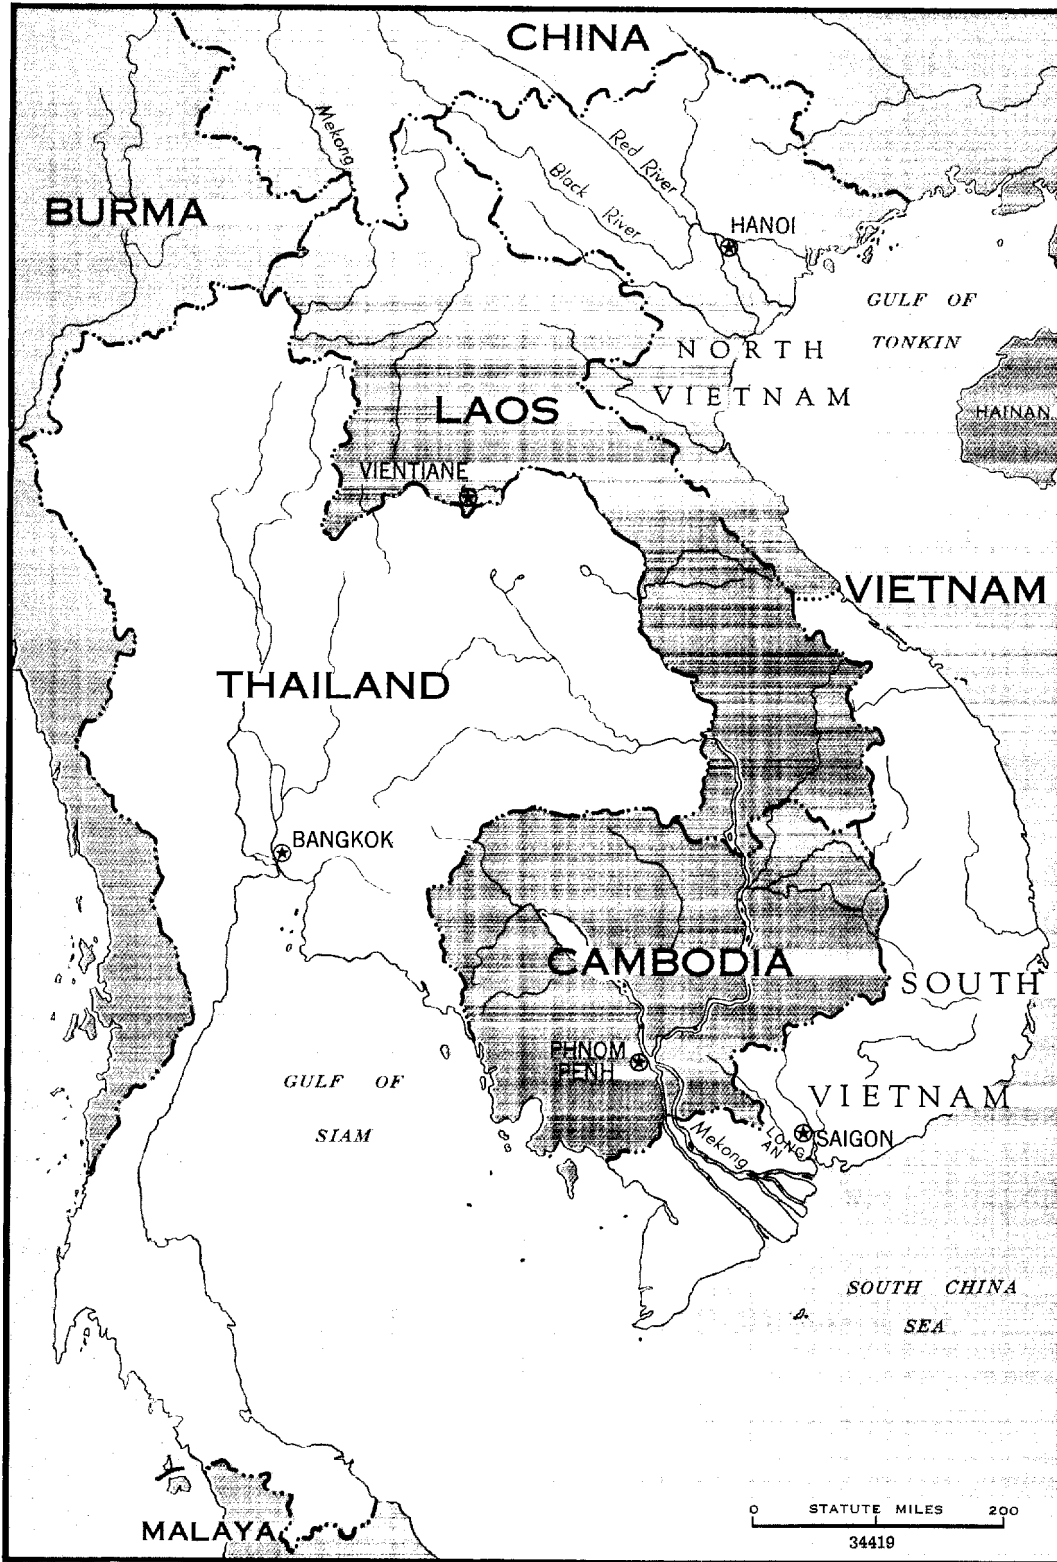 CHINA
Mekong
Red River
Black River
BURMA
HANOI
GULF OF
TONKIN
NORTH
VIETNAM
HAINAN
LAOS
VIENTIANE
VIETNAM
THAILAND
BANGKOK
CAMBODIA
SOUTH
VIETNAM
PHNOM
PENH
GULF OF
SIAM
Mekong
LONG
AN
SAIGON
SOUTH CHINA
SEA
MALAYA
0 STATUTE MILES 200
34419